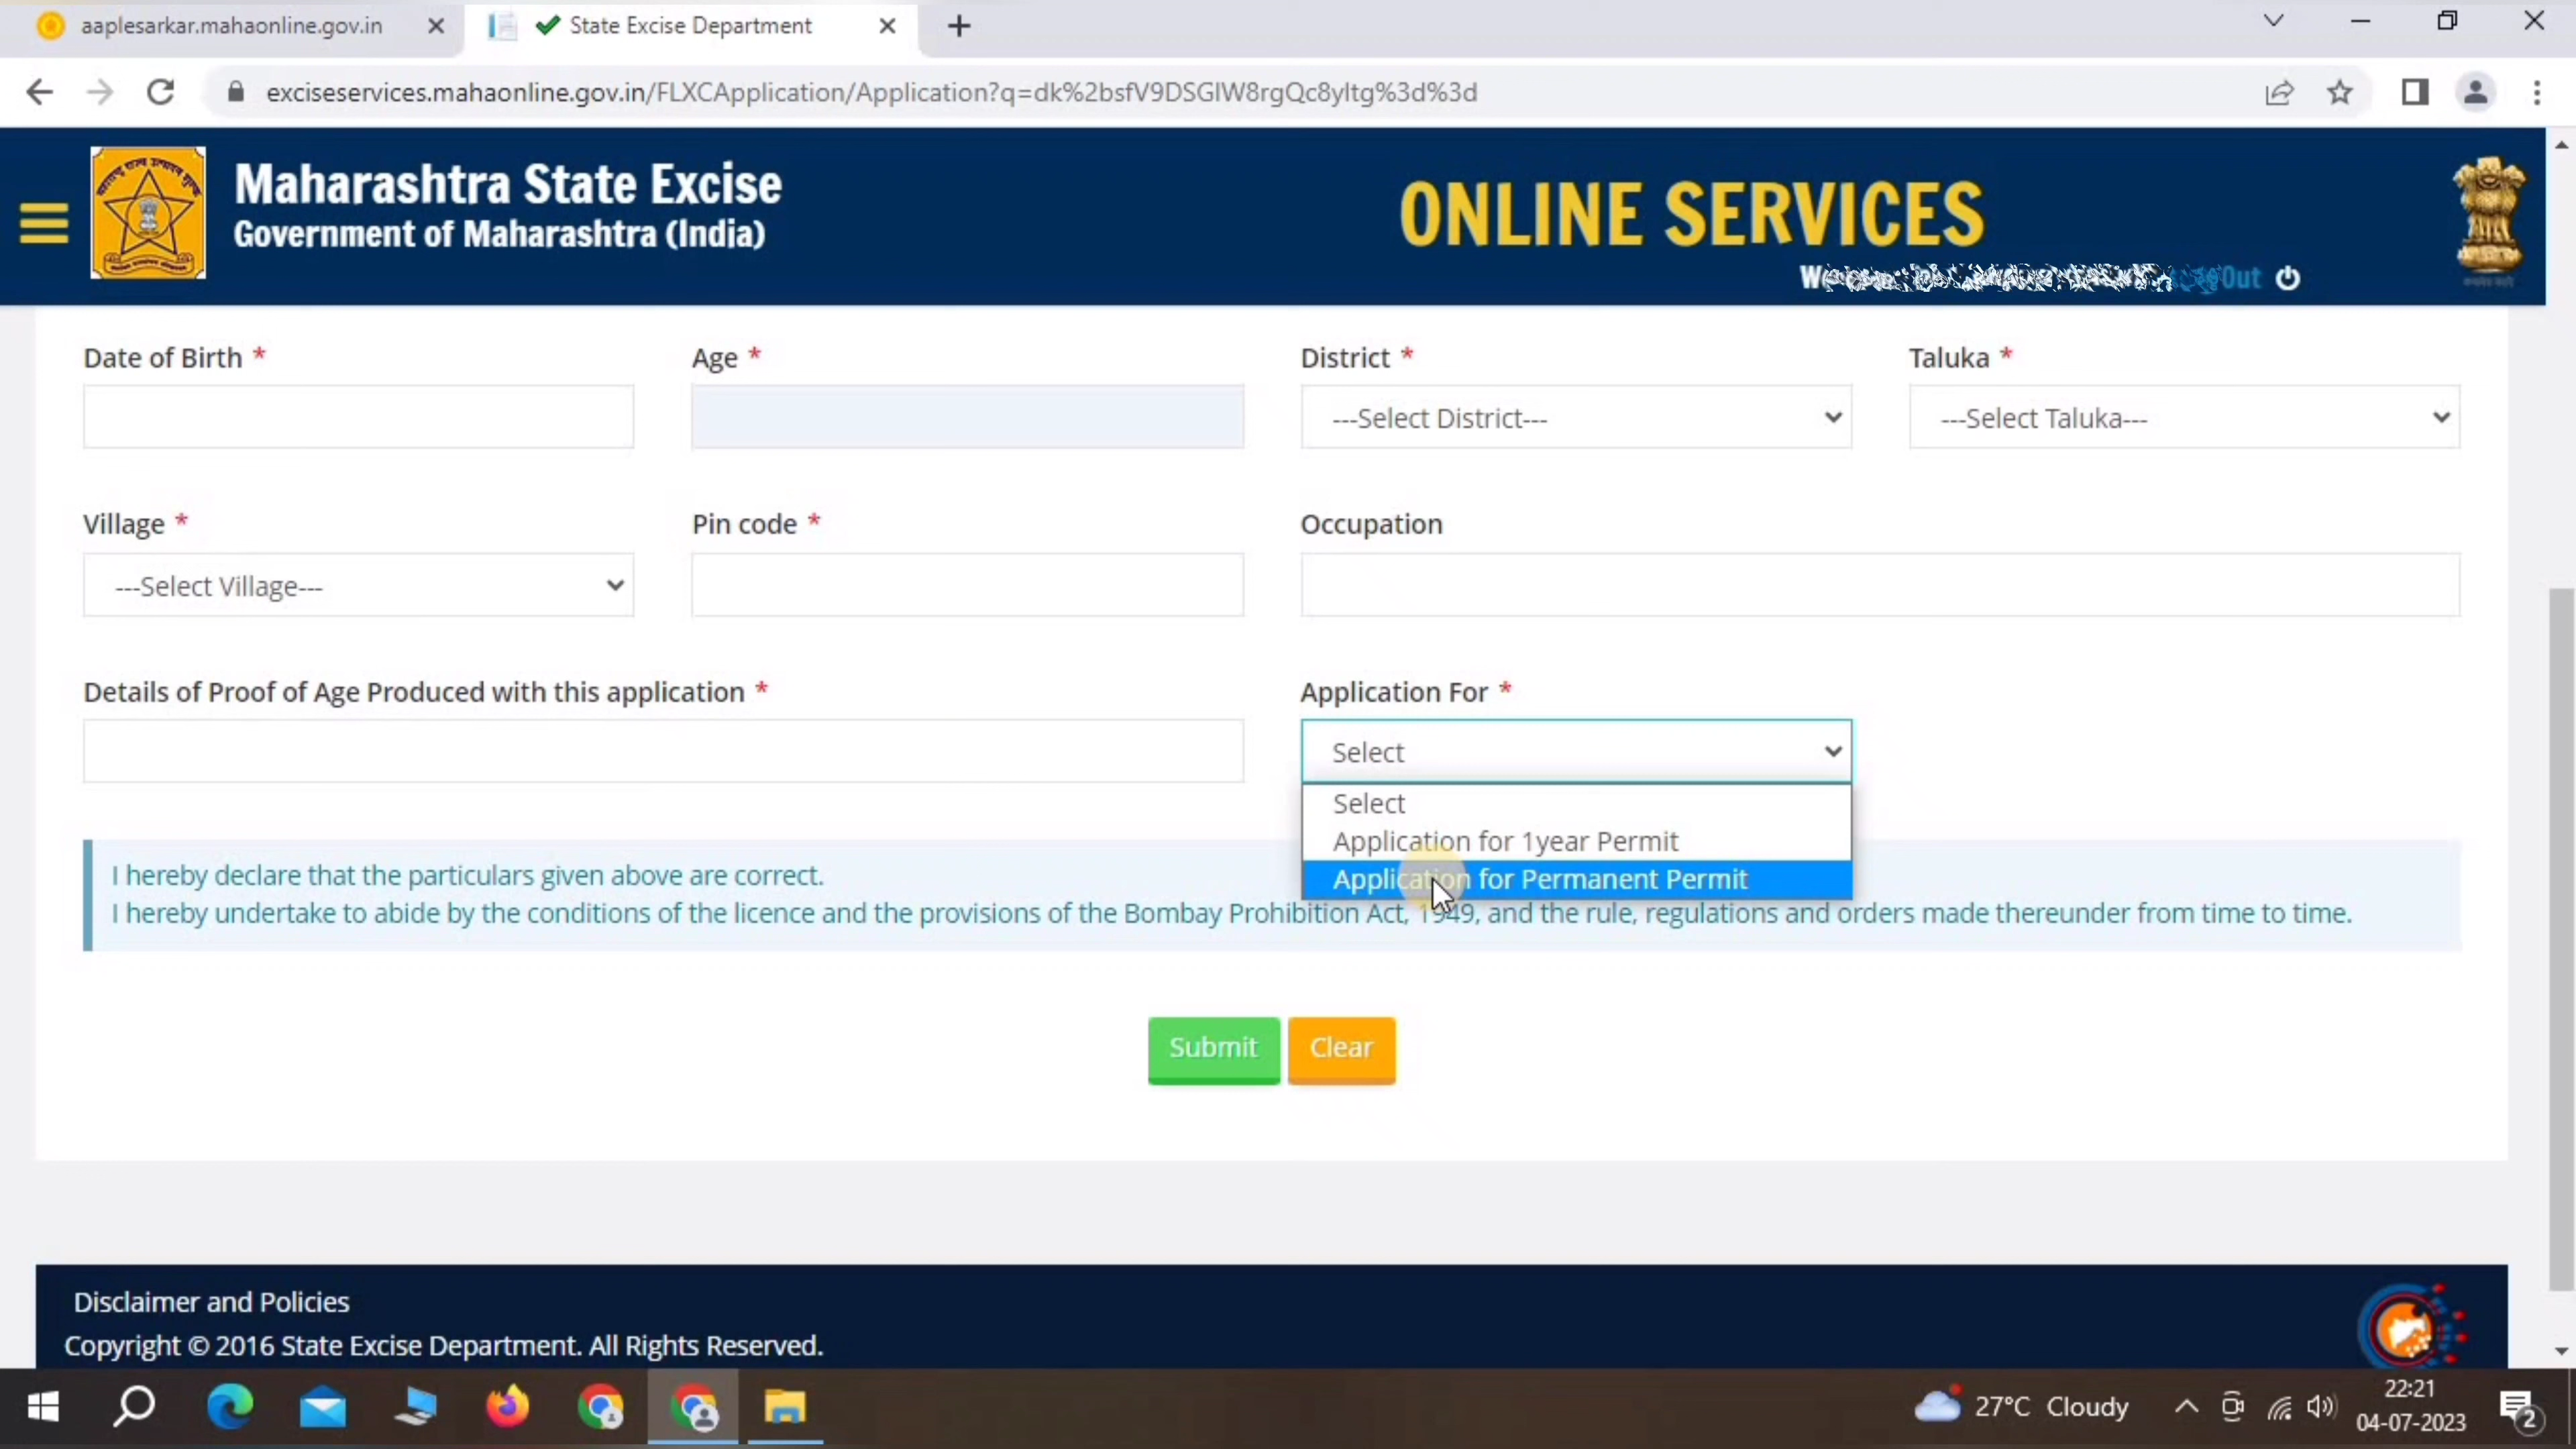 aaplesarkar.mahaonline.gov.in
State Excise Department
exciseservices.mahaonline.gov.in/FLXCApplication/Application?q=dk%2bsfV9DSGIW8rgQc8yltg%3d%3d
Maharashtra State Excise
Government of Maharashtra (India)
ONLINE SERVICES
Out
Date of Birth *
Age *
District *
Taluka *
---Select District---
---Select Taluka---
Village *
Pin code *
Occupation
---Select Village---
Details of Proof of Age Produced with this application *
Application For *
Select
Select
Application for 1year Permit
Application for Permanent Permit
I hereby declare that the particulars given above are correct.
I hereby undertake to abide by the conditions of the licence and the provisions of the Bombay Prohibition Act, 1949, and the rule, regulations and orders made thereunder from time to time.
Submit
Clear
Disclaimer and Policies
Copyright © 2016 State Excise Department. All Rights Reserved.
27°C Cloudy
22:21
04-07-2023
2